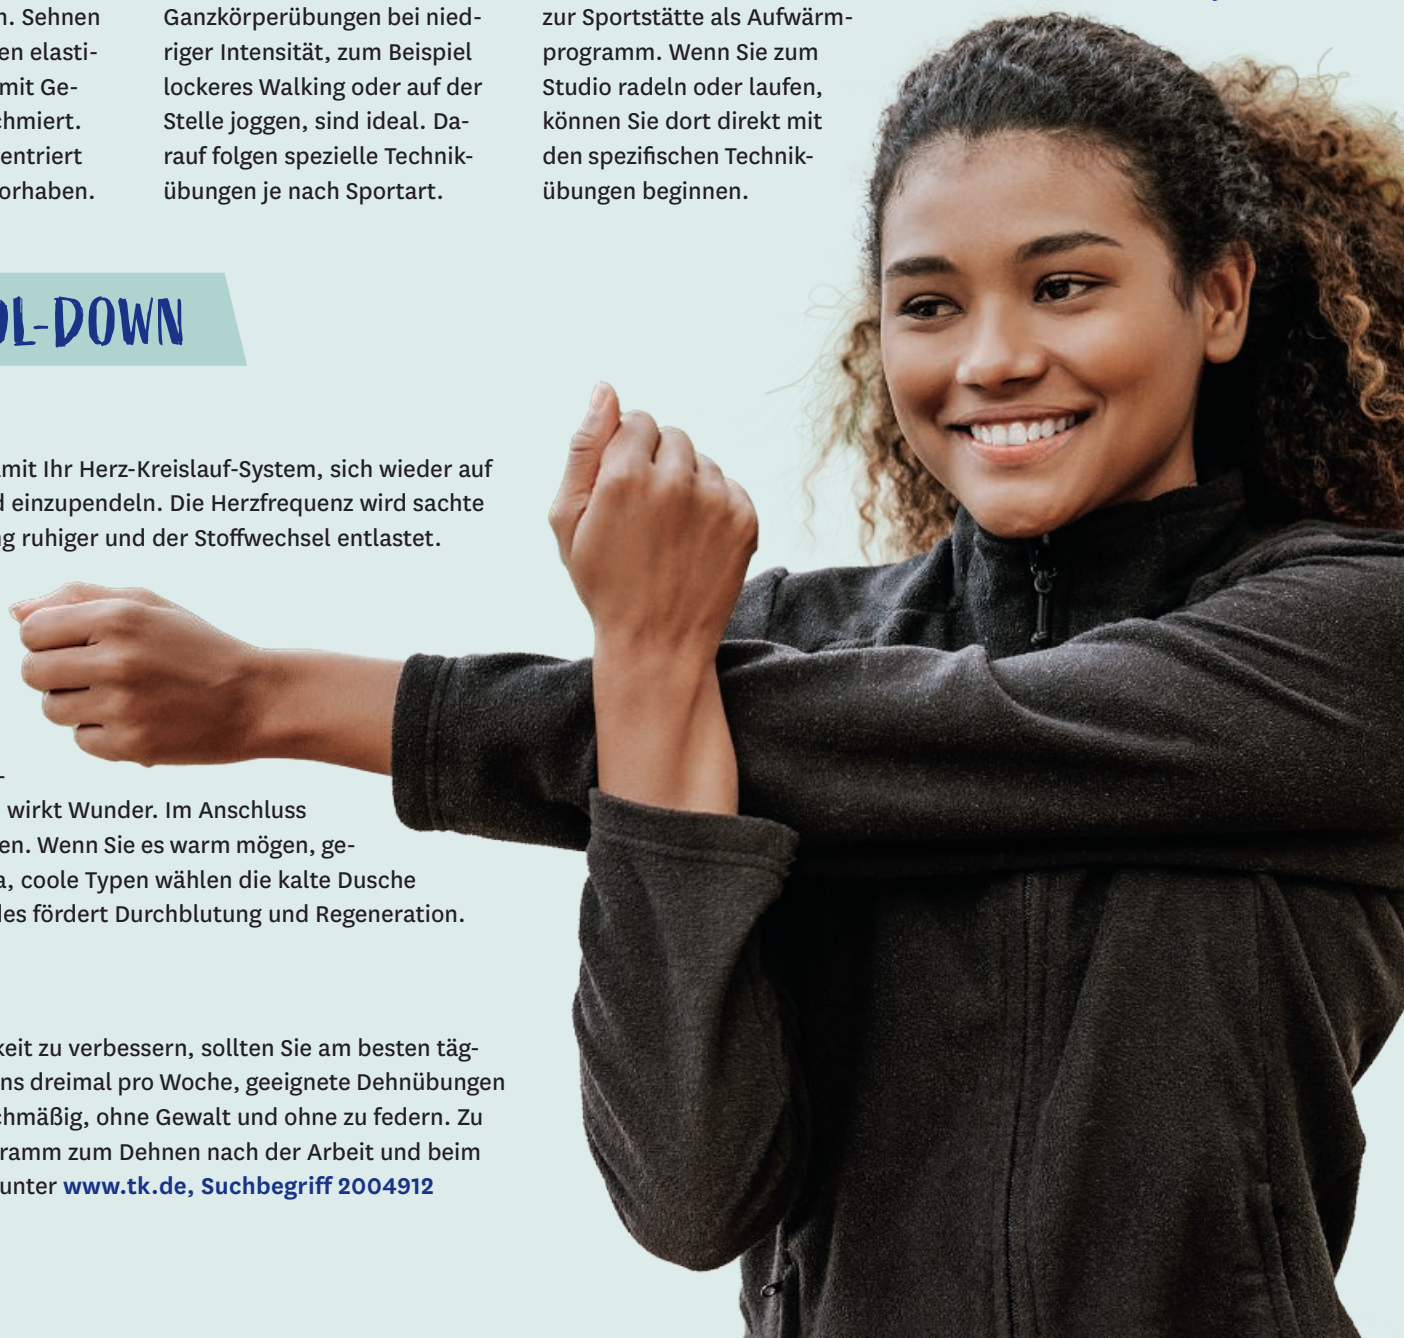 n. Sehnen
en elasti-
mit Ge-
chmiert.
entriert
orhaben.
Ganzkörperübungen bei nied-
riger Intensität, zum Beispiel
lockeres Walking oder auf der
Stelle joggen, sind ideal. Da-
rauf folgen spezielle Technik-
übungen je nach Sportart.
zur Sportstätte als Aufwärm-
programm. Wenn Sie zum
Studio radeln oder laufen,
können Sie dort direkt mit
den spezifischen Technik-
übungen beginnen.
OL-DOWN
mit Ihr Herz-Kreislauf-System, sich wieder auf
d einzupendeln. Die Herzfrequenz wird sachte
g ruhiger und der Stoffwechsel entlastet.
-
wirkt Wunder. Im Anschluss
en. Wenn Sie es warm mögen, ge-
a, coole Typen wählen die kalte Dusche
des fördert Durchblutung und Regeneration.
keit zu verbessern, sollten Sie am besten täg-
ns dreimal pro Woche, geeignete Dehnübungen
chmäßig, ohne Gewalt und ohne zu federn. Zu
ramm zum Dehnen nach der Arbeit und beim
unter www.tk.de, Suchbegriff 2004912